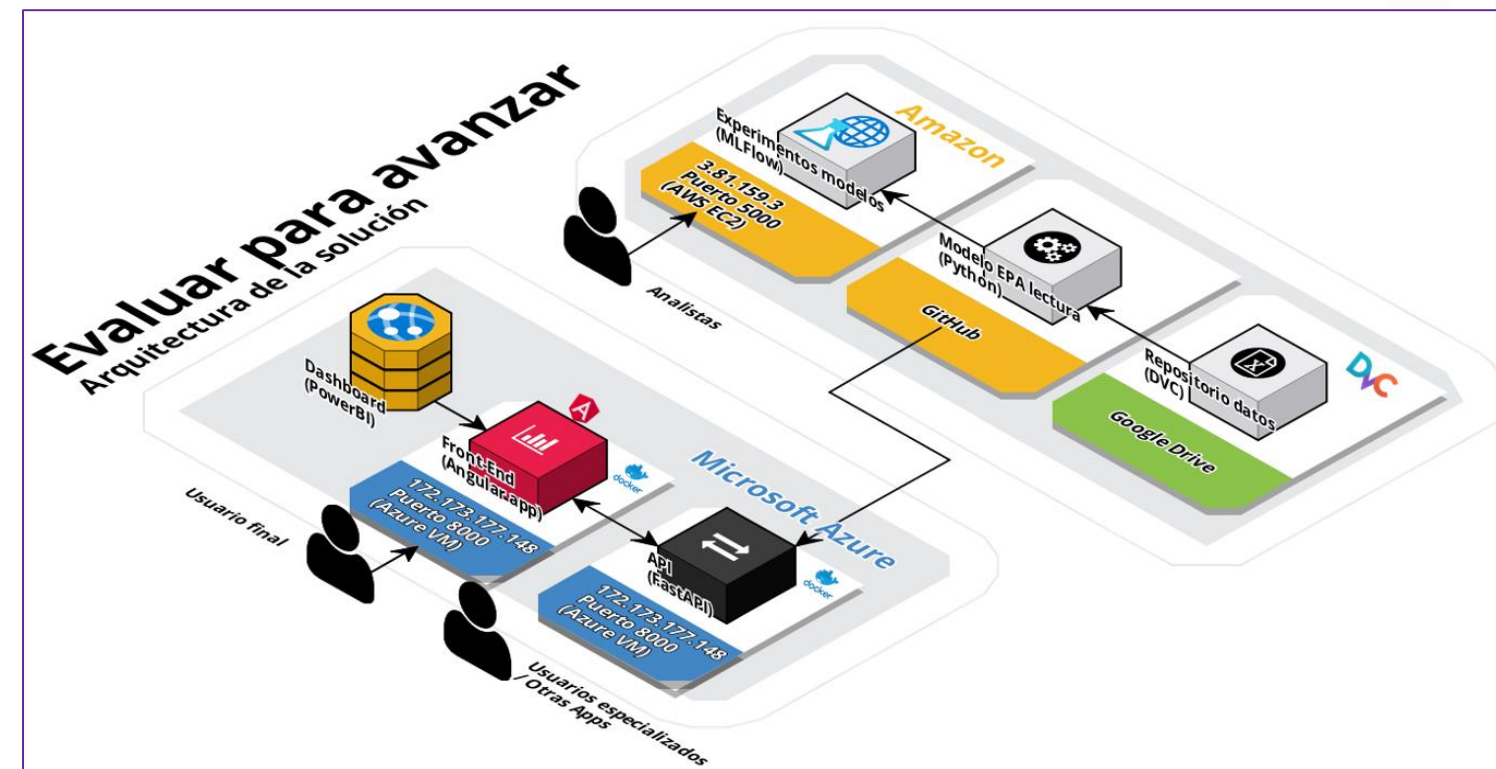 Evaluar para avanzar
Arquitectura de la solución
Amazon
Experimentos modelos
(MLFlow)
3.81.159.3
Puerto 5000
(AWS EC2)
Analistas
Modelo EPA lectura
(Python)
GitHub
Repositorio datos
(DVC)
DVC
Google Drive
Dashboard
(PowerBI)
A
Front-End
(Angular app)
docker
172.173.177.148
Puerto 8000
(Azure VM)
Usuario final
Microsoft Azure
API
(FastAPI)
docker
172.173.177.148
Puerto 8000
(Azure VM)
Usuarios especializados
/ Otras Apps